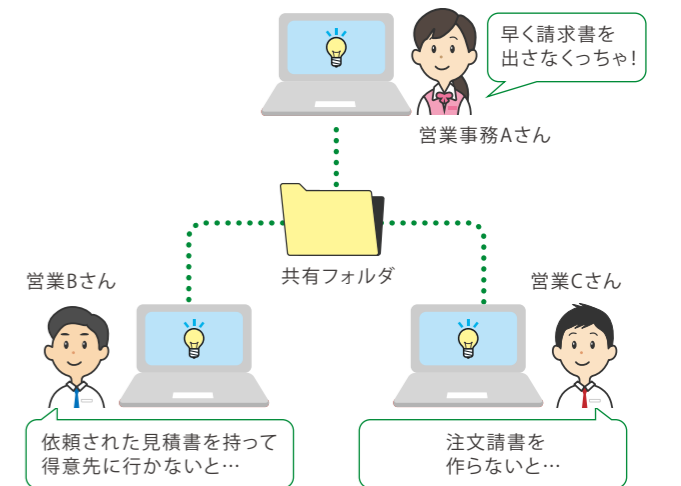 早く請求書を
出さなくっちゃ!
営業事務Aさん
共有フォルダ
営業Bさん
営業Cさん
依頼された見積書を持って
得意先に行かないと…
注文請書を
作らないと…